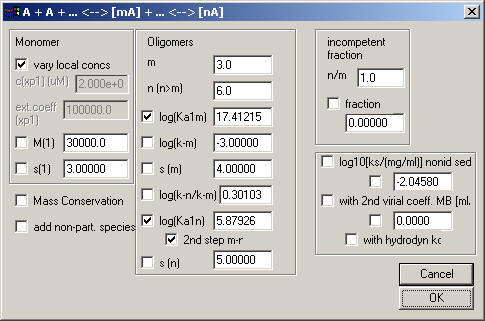 A + A + ... <--> [mA] + ... <--> [nA]
Monomer
vary local concs
c(xp1) (uM) 2.000e+0
ext.coeff (xp1) 100000.0
M(1) 30000.0
s(1) 3.00000
Mass Conservation
add non-part. species
Oligomers
m 3.0
n (n>m) 6.0
log(Ka1m) 17.41215
log(k-m) -3.00000
s (m) 4.00000
log(k-n/k-m) 0.30103
log(Ka1n) 5.87926
2nd step m-r
s (n) 5.00000
incompetent fraction
n/m 1.0
fraction
0.00000
log10[ks/(mg/ml)] nonid sed
-2.04580
with 2nd virial coeff. MB [mL
0.0000
with hydrodyn kc
Cancel
OK